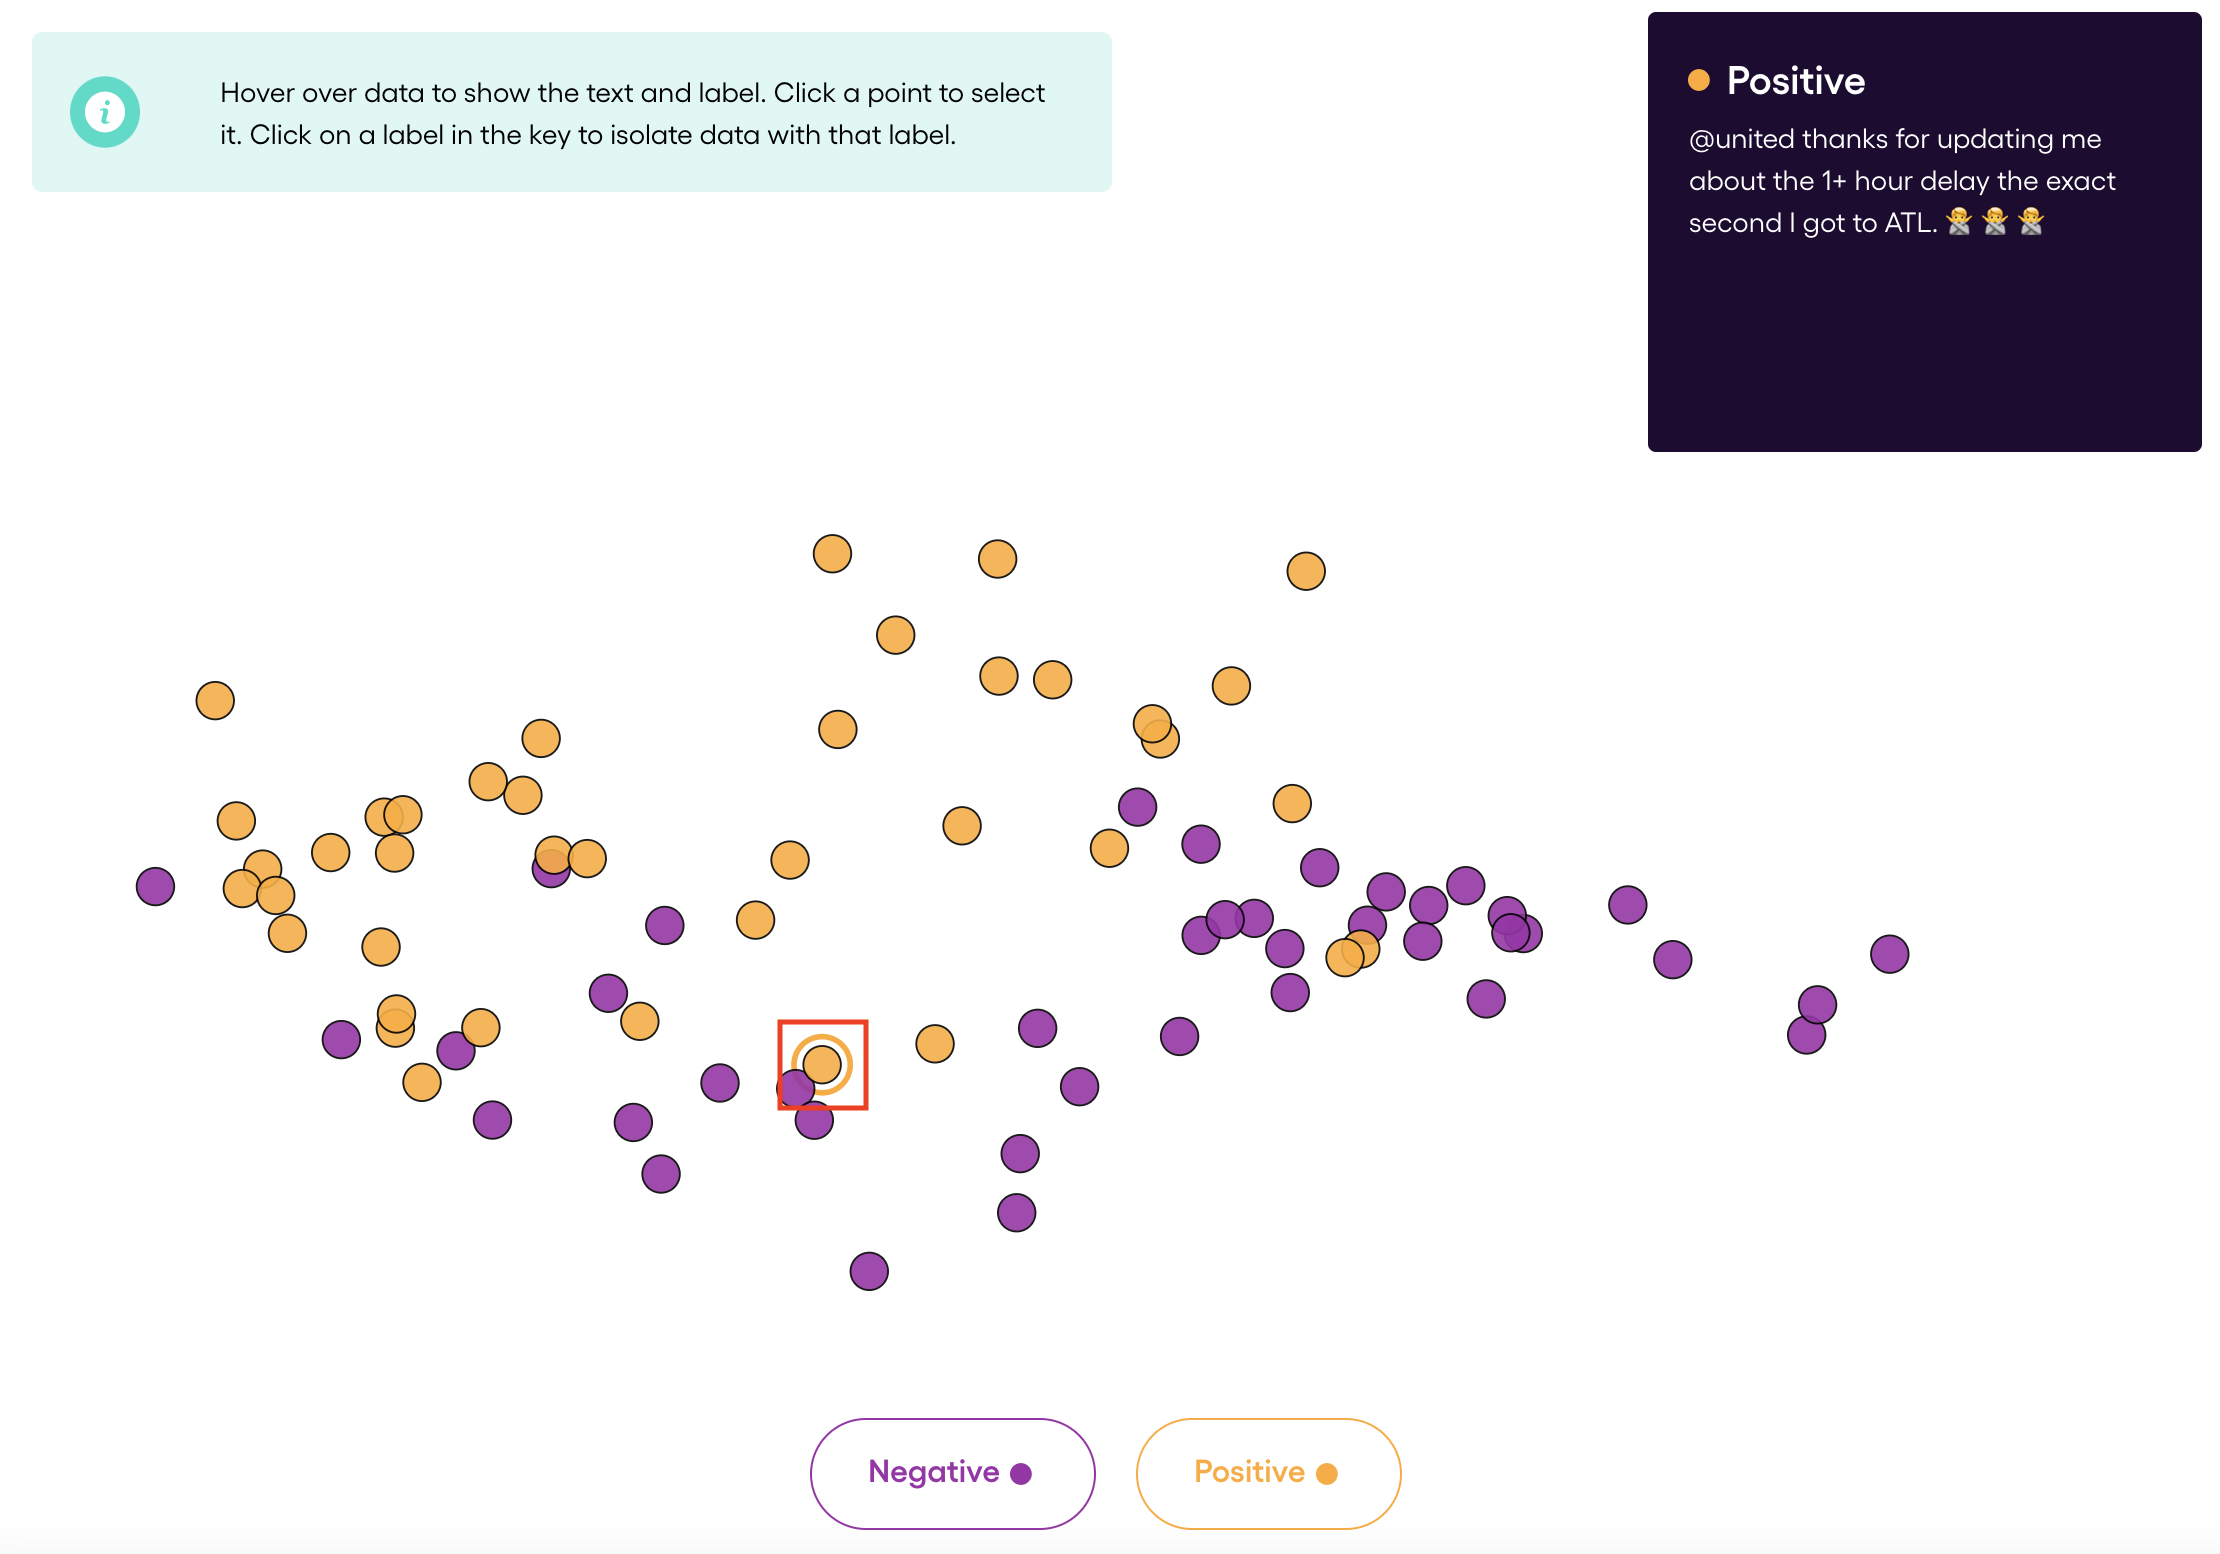 Hover over data to show the text and label. Click a point to select
it. Click on a label in the key to isolate data with that label.
Positive
@united thanks for updating me
about the 1+ hour delay the exact
second I got to ATL. 🙅🙅🙅
Negative
Positive